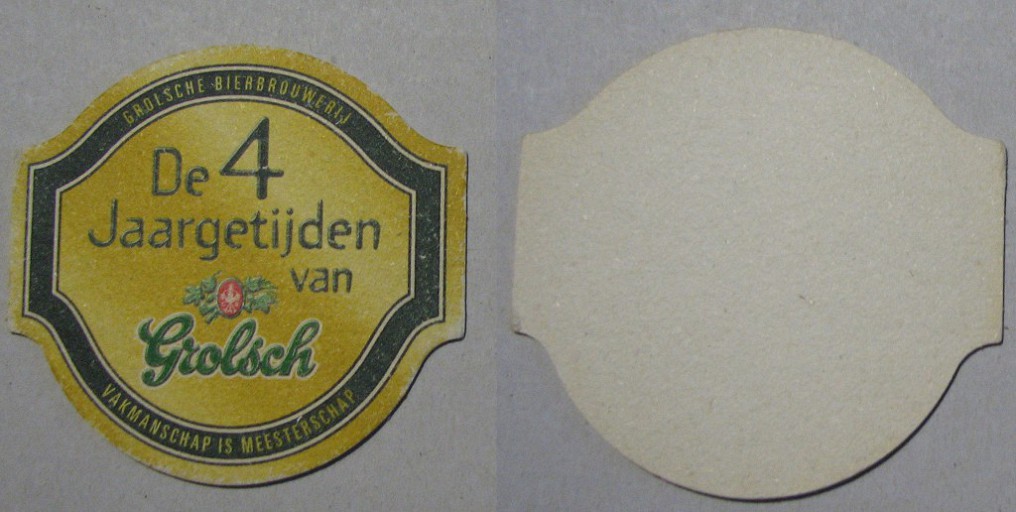 GROLSCHE BIERBROUWERIJ
De 4
Jaargetijden
van
Grolsch
VAKMANSCHAP IS MEESTERSCHAP